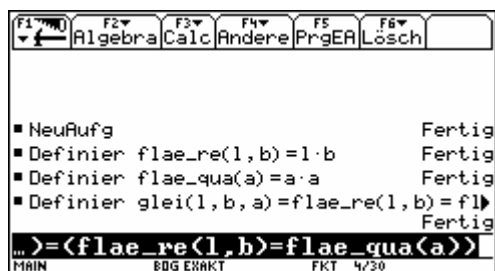 F1 F2 F3 F4 F5 F6
Algebra Calc Andere PrgEA Lösch
NeuAufg Fertig
Definier flae_re(l,b)=l·b Fertig
Definier flae_qua(a)=a·a Fertig
Definier glei(l,b,a)=flae_re(l,b)=fl
Fertig
…)=(flae_re(l,b)=flae_qua(a))
MAIN BOG EXAKT FKT 4/30